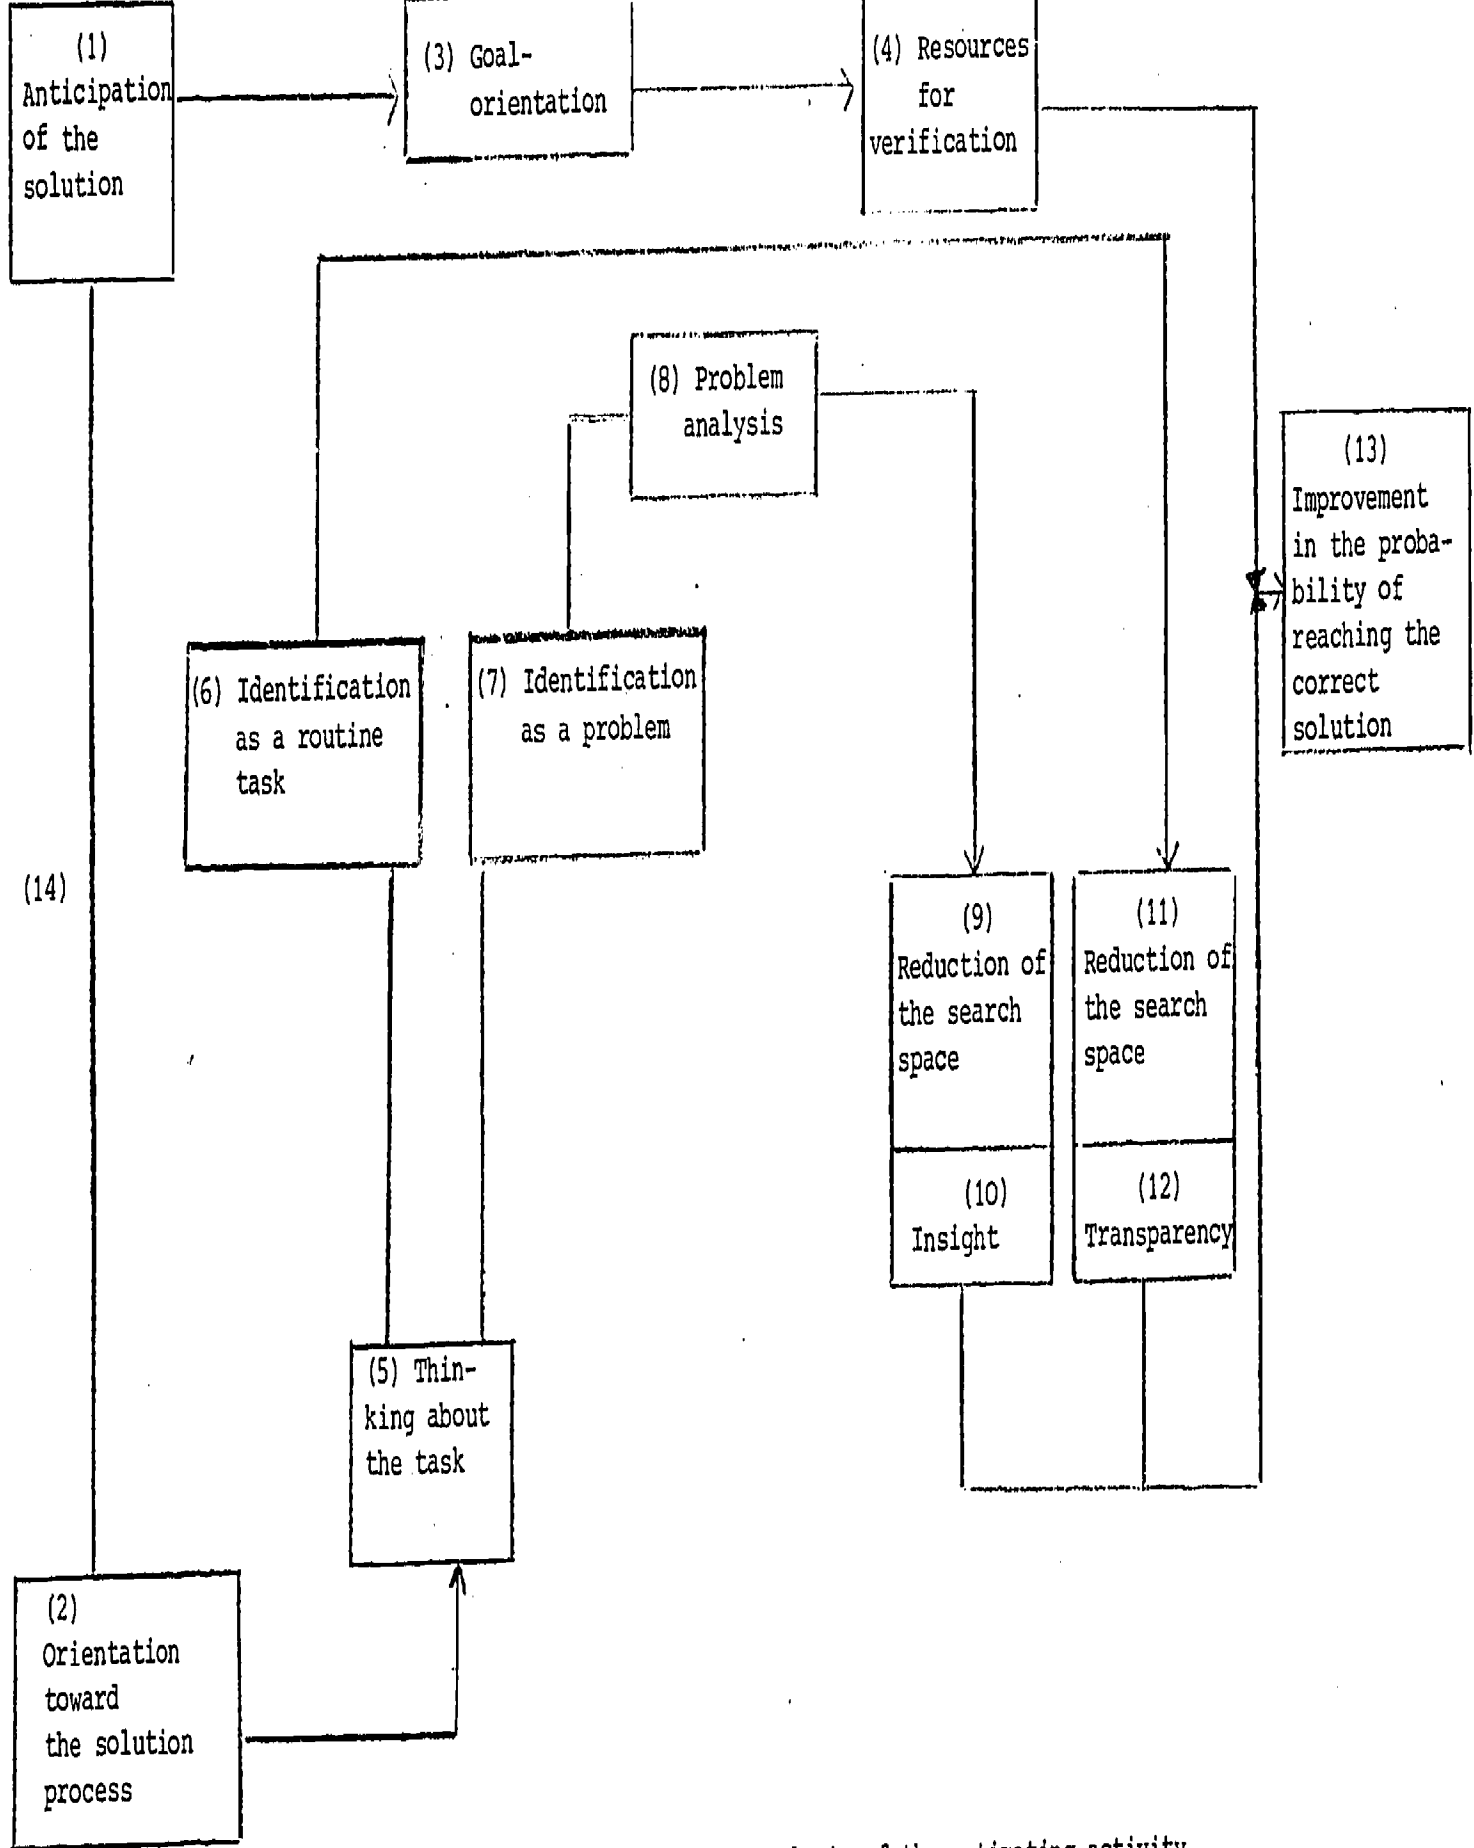 (1)
Anticipation
of the
solution
(3) Goal-
orientation
(4) Resources
for
verification
(8) Problem
analysis
(13)
Improvement
in the proba-
bility of
reaching the
correct
solution
(6) Identification
as a routine
task
(7) Identification
as a problem
(14)
(9)
Reduction of
the search
space
(10)
Insight
(11)
Reduction of
the search
space
(12)
Transparency
(5) Thin-
king about
the task
(2)
Orientation
toward
the solution
process
activity